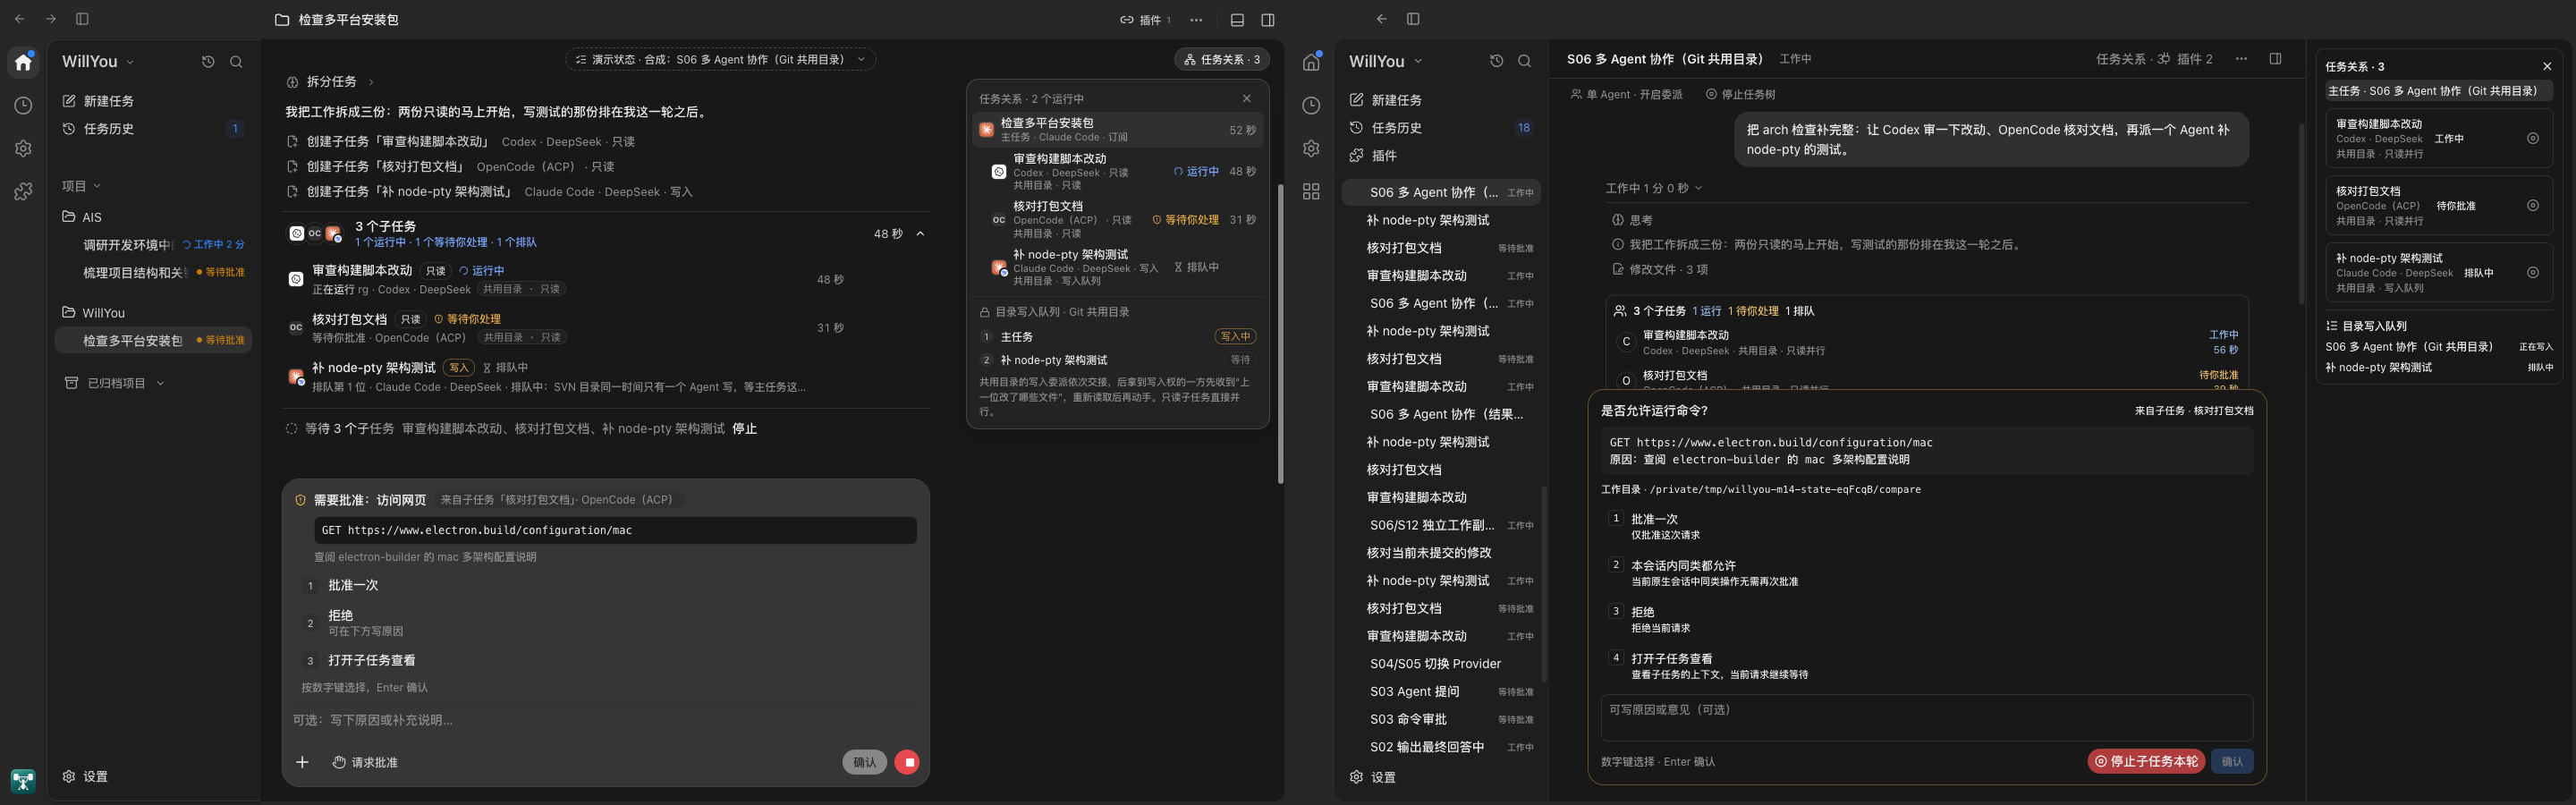 检查多平台安装包
插件 1
WillYou
新建任务
任务历史 1
项目
AIS
调研开发环境中 工作中 2 分
梳理项目结构和关 等待批准
WillYou
检查多平台安装包 等待批准
已归档项目
设置
演示状态 · 合成：S06 多 Agent 协作（Git 共用目录）
任务关系 · 3
拆分任务
我把工作拆成三份：两份只读的马上开始，写测试的那份排在我这一轮之后。
创建子任务「审查构建脚本改动」 Codex · DeepSeek · 只读
创建子任务「核对打包文档」 OpenCode（ACP） · 只读
创建子任务「补 node-pty 架构测试」 Claude Code · DeepSeek · 写入
OC
3 个子任务
1 个运行中 · 1 个等待你处理 · 1 个排队
48 秒
审查构建脚本改动 只读 运行中
正在运行 rg · Codex · DeepSeek 共用目录 · 只读
48 秒
OC
核对打包文档 只读 等待你处理
等待你批准 · OpenCode（ACP） 共用目录 · 只读
31 秒
补 node-pty 架构测试 写入 排队中
排队第 1 位 · Claude Code · DeepSeek · 排队中：SVN 目录同一时间只有一个 Agent 写，等主任务这...
等待 3 个子任务 审查构建脚本改动、核对打包文档、补 node-pty 架构测试 停止
需要批准：访问网页 来自子任务「核对打包文档」· OpenCode（ACP）
GET https://www.electron.build/configuration/mac
查阅 electron-builder 的 mac 多架构配置说明
1 批准一次
2 拒绝
可在下方写原因
3 打开子任务查看
按数字键选择，Enter 确认
可选：写下原因或补充说明...
请求批准
确认
任务关系 · 2 个运行中
检查多平台安装包
主任务 · Claude Code · 订阅
52 秒
审查构建脚本改动
Codex · DeepSeek · 只读
共用目录 · 只读
运行中 48 秒
OC
核对打包文档
OpenCode（ACP） · 只读
共用目录 · 只读
等待你处理 31 秒
补 node-pty 架构测试
Claude Code · DeepSeek · 写入
共用目录 · 写入队列
排队中
目录写入队列 · Git 共用目录
1 主任务 写入中
2 补 node-pty 架构测试 等待
共用目录的写入委派依次交接，后拿到写入权的一方先收到“上
一位改了哪些文件”，重新读取后再动手。只读子任务直接并
行。
WillYou
新建任务
任务历史 18
插件
S06 多 Agent 协作（... 工作中
补 node-pty 架构测试
核对打包文档 等待批准
审查构建脚本改动 工作中
S06 多 Agent 协作（... 工作中
补 node-pty 架构测试
核对打包文档 等待批准
审查构建脚本改动 工作中
S06 多 Agent 协作（结果...
补 node-pty 架构测试
核对打包文档
审查构建脚本改动
S06/S12 独立工作副... 工作中
核对当前未提交的修改
补 node-pty 架构测试 工作中
核对打包文档 等待批准
审查构建脚本改动 工作中
S04/S05 切换 Provider
S03 Agent 提问 等待批准
S03 命令审批 等待批准
S02 输出最终回答中 工作中
设置
S06 多 Agent 协作（Git 共用目录） 工作中
任务关系 · 3 插件 2
单 Agent · 开启委派 停止任务树
把 arch 检查补完整：让 Codex 审一下改动、OpenCode 核对文档，再派一个 Agent 补
node-pty 的测试。
工作中 1 分 0 秒
思考
我把工作拆成三份：两份只读的马上开始，写测试的那份排在我这一轮之后。
修改文件 · 3 项
3 个子任务 1 运行 1 待你处理 1 排队
C
审查构建脚本改动
Codex · DeepSeek · 共用目录 · 只读并行
工作中
56 秒
O
核对打包文档
OpenCode（ACP） · 共用目录 · 只读并行
待你批准
39 秒
是否允许运行命令？ 来自子任务 · 核对打包文档
GET https://www.electron.build/configuration/mac
原因：查阅 electron-builder 的 mac 多架构配置说明
工作目录 · /private/tmp/willyou-m14-state-eqFcqB/compare
1 批准一次
仅批准这次请求
2 本会话内同类都允许
当前原生会话中同类操作无需再次批准
3 拒绝
拒绝当前请求
4 打开子任务查看
查看子任务的上下文，当前请求继续等待
可写原因或意见（可选）
数字键选择 · Enter 确认
停止子任务本轮
确认
任务关系 · 3
主任务 · S06 多 Agent 协作（Git 共用目录）
审查构建脚本改动
Codex · DeepSeek 工作中
共用目录 · 只读并行
核对打包文档
OpenCode（ACP） 待你批准
共用目录 · 只读并行
补 node-pty 架构测试
Claude Code · DeepSeek 排队中
共用目录 · 写入队列
目录写入队列
S06 多 Agent 协作（Git 共用目录） 正在写入
补 node-pty 架构测试 排队中